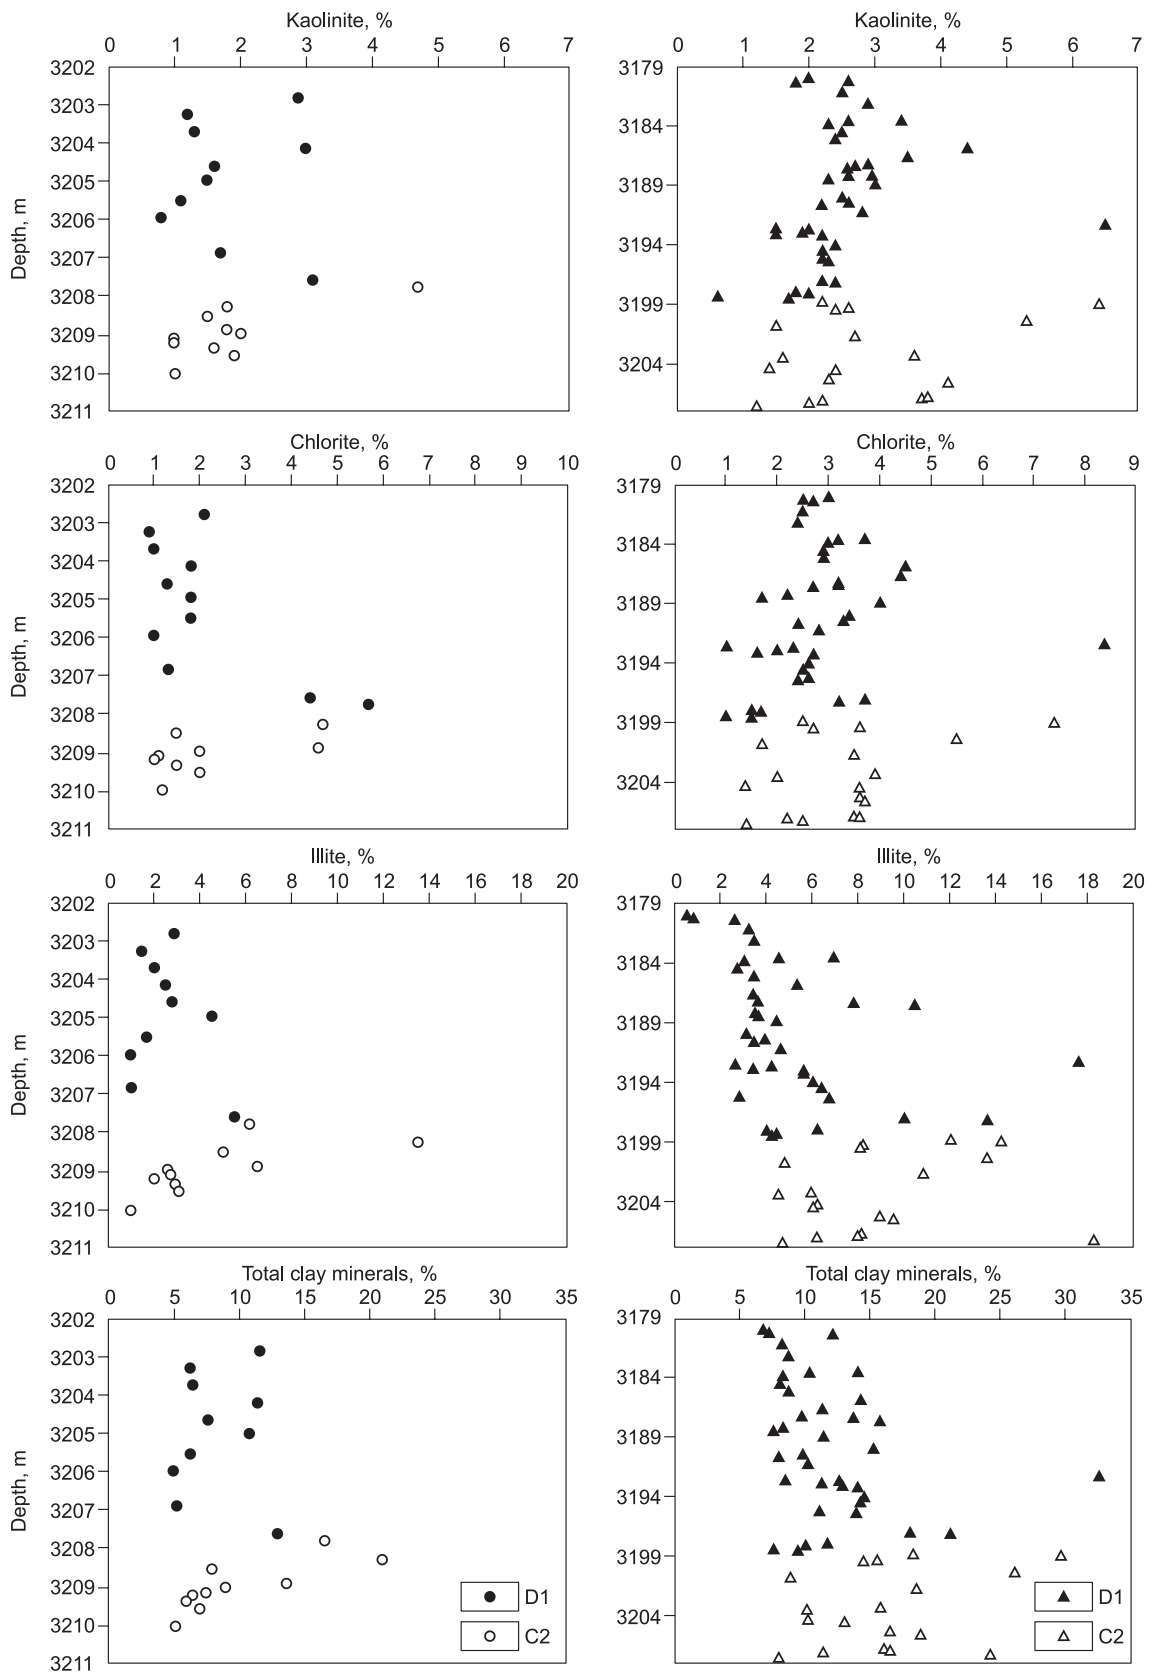 Kaolinite, %
0 1 2 3 4 5 6 7
3202
3203
3204
3205
3206
3207
3208
3209
3210
3211
Depth, m
Kaolinite, %
0 1 2 3 4 5 6 7
3179
3184
3189
3194
3199
3204
Chlorite, %
0 1 2 3 4 5 6 7 8 9 10
3202
3203
3204
3205
3206
3207
3208
3209
3210
3211
Depth, m
Chlorite, %
0 1 2 3 4 5 6 7 8 9
3179
3184
3189
3194
3199
3204
Illite, %
0 2 4 6 8 10 12 14 16 18 20
3202
3203
3204
3205
3206
3207
3208
3209
3210
3211
Depth, m
Illite, %
0 2 4 6 8 10 12 14 16 18 20
3179
3184
3189
3194
3199
3204
Total clay minerals, %
0 5 10 15 20 25 30 35
3202
3203
3204
3205
3206
3207
3208
3209
3210
3211
Depth, m
D1
C2
Total clay minerals, %
0 5 10 15 20 25 30 35
3179
3184
3189
3194
3199
3204
D1
C2